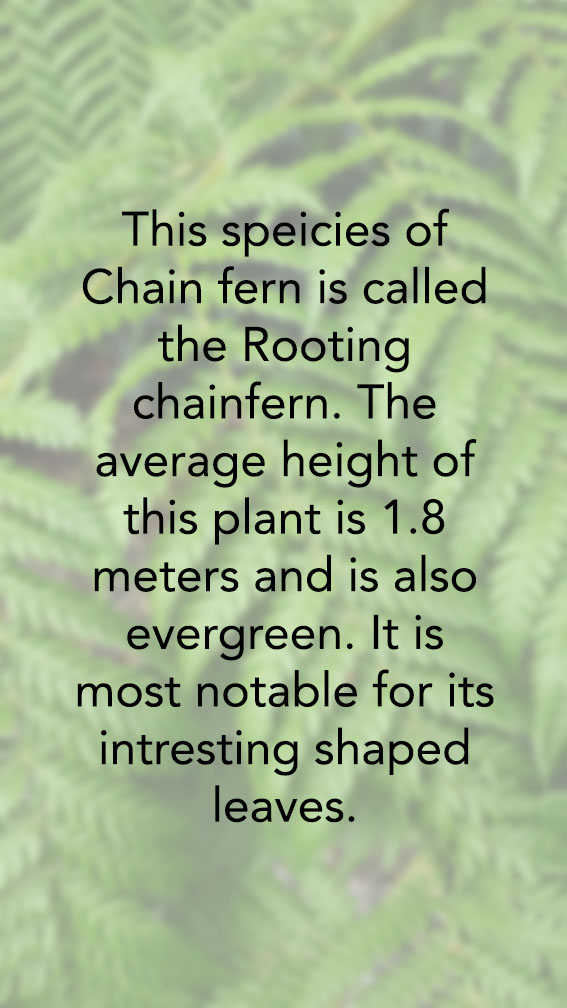 This speicies of
Chain fern is called
the Rooting
chainfern. The
average height of
this plant is 1.8
meters and is also
evergreen. It is
most notable for its
intresting shaped
leaves.